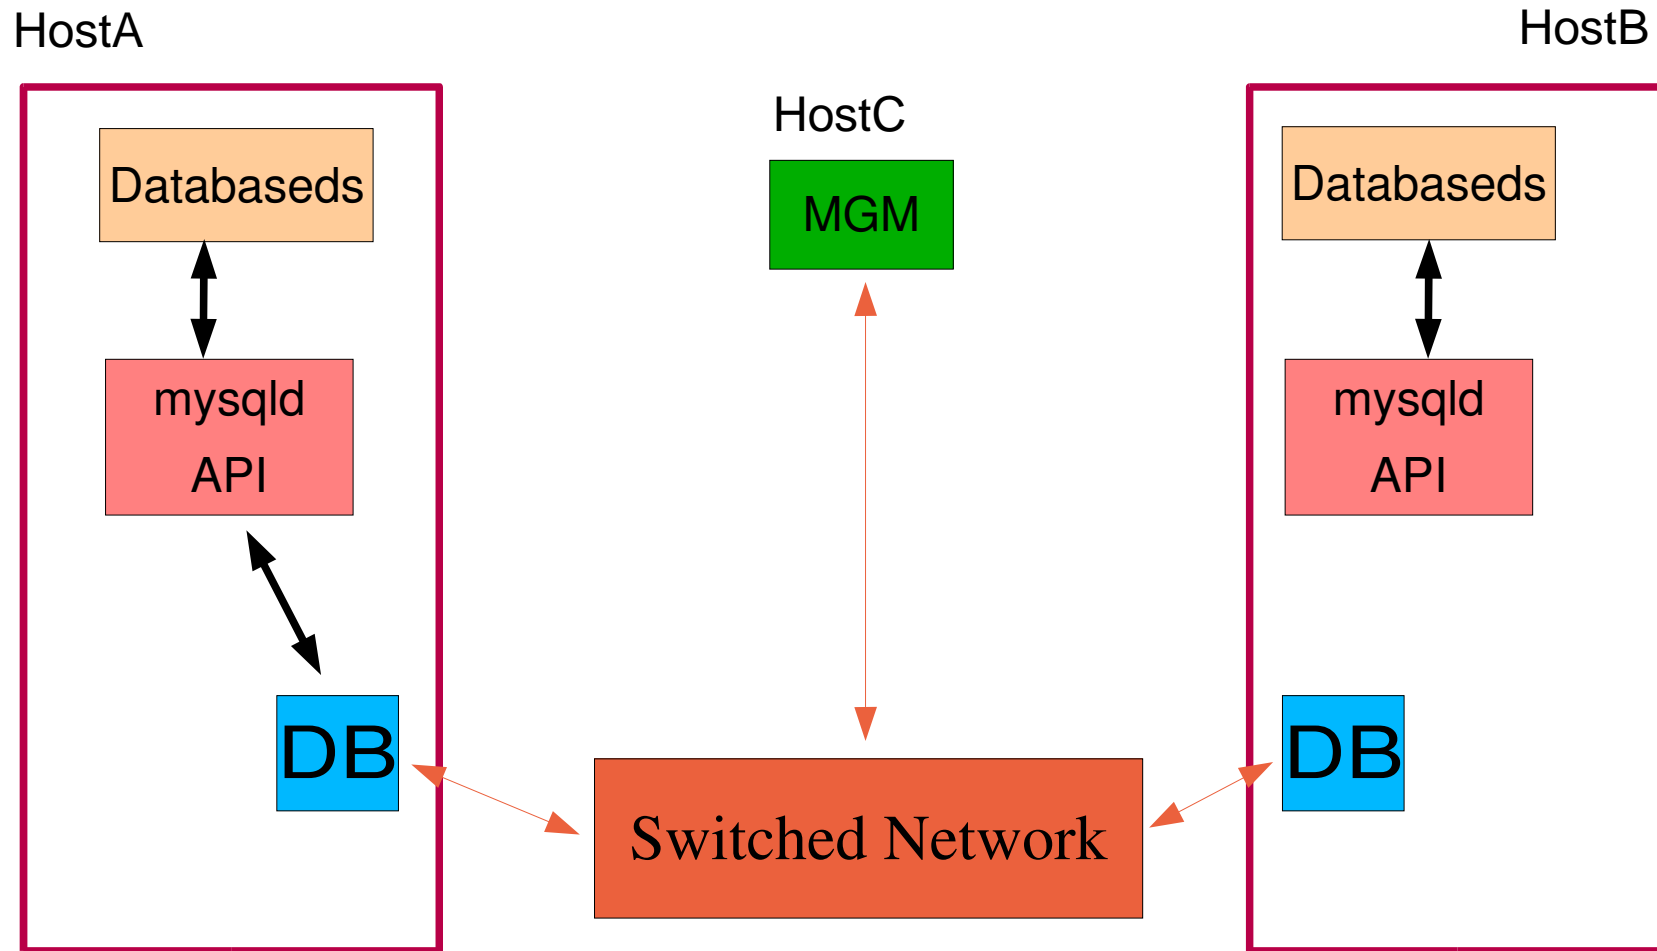 HostA
HostB
HostC
Databaseds
MGM
Databaseds
mysqld
API
mysqld
API
DB
DB
Switched Network